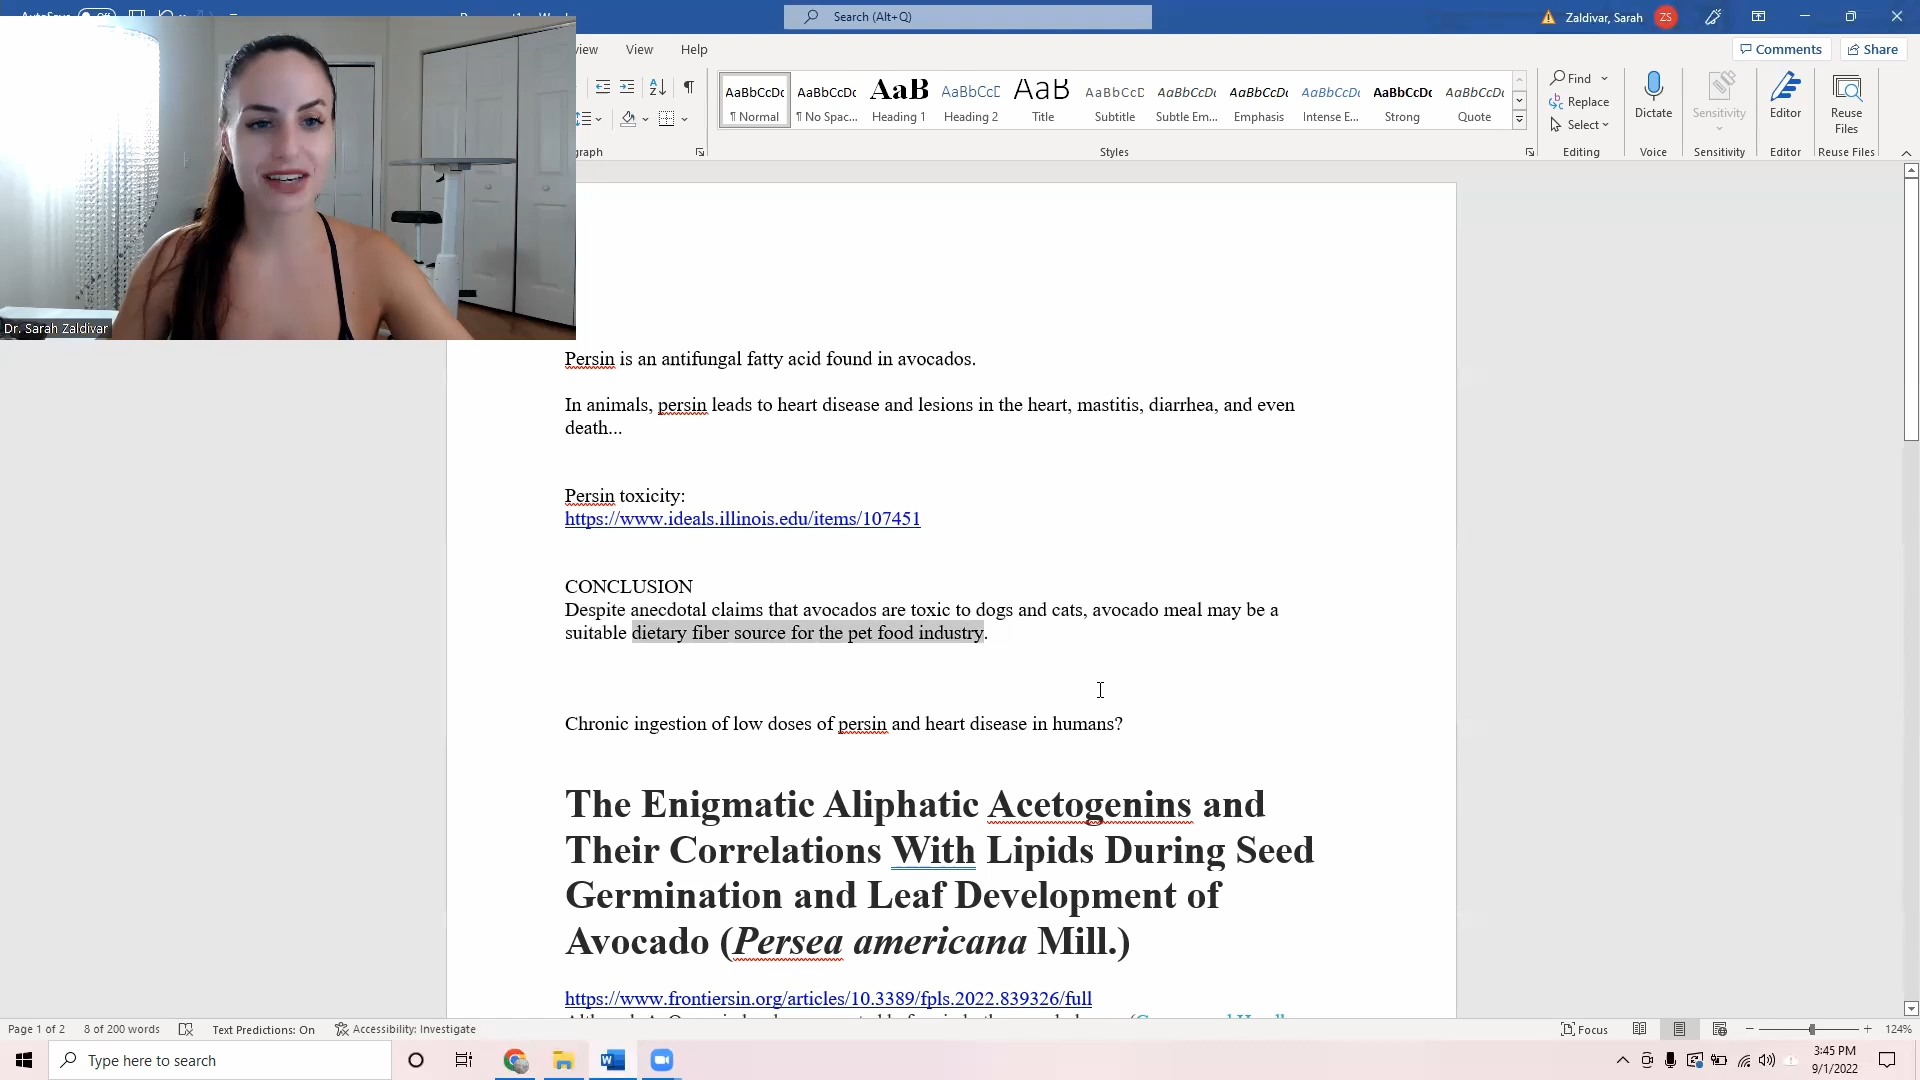 Search (Alt+Q)
Zaldivar, Sarah
ZS
View
Help
Comments
Share
AaBbCcDc
AaBbCcDc
AaB
AaBbCcD
AaB
AaBbCcD
AaBbCcDc
AaBbCcDc
AaBbCcDc
AaBbCcDc
AaBbCcDc
¶ Normal
¶ No Spac...
Heading 1
Heading 2
Title
Subtitle
Subtle Em...
Emphasis
Intense E...
Strong
Quote
Find
Replace
Select
Dictate
Sensitivity
Editor
Reuse
Files
Styles
Editing
Voice
Sensitivity
Editor
Reuse Files
Dr. Sarah Zaldivar
Persin is an antifungal fatty acid found in avocados.
In animals, persin leads to heart disease and lesions in the heart, mastitis, diarrhea, and even
death...
Persin toxicity:
https://www.ideals.illinois.edu/items/107451
CONCLUSION
Despite anecdotal claims that avocados are toxic to dogs and cats, avocado meal may be a
suitable dietary fiber source for the pet food industry.
Chronic ingestion of low doses of persin and heart disease in humans?
The Enigmatic Aliphatic Acetogenins and
Their Correlations With Lipids During Seed
Germination and Leaf Development of
Avocado (Persea americana Mill.)
https://www.frontiersin.org/articles/10.3389/fpls.2022.839326/full
Page 1 of 2
8 of 200 words
Text Predictions: On
Accessibility: Investigate
Focus
124%
Type here to search
3:45 PM
9/1/2022